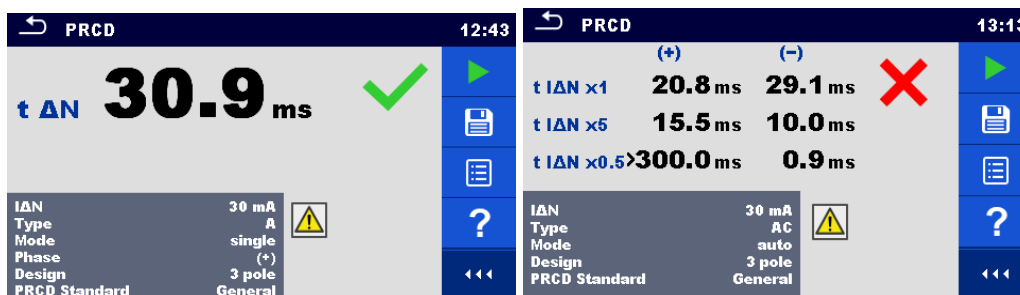 PRCD 12:43
t ΔN 30.9 ms
IΔN 30 mA
Type A
Mode single
Phase (+)
Design 3 pole
PRCD Standard General
?
PRCD 13:13
(+) (-)
t IΔN x1 20.8 ms 29.1 ms
t IΔN x5 15.5 ms 10.0 ms
t IΔN x0.5 >300.0 ms 0.9 ms
IΔN 30 mA
Type AC
Mode auto
Design 3 pole
PRCD Standard General
?